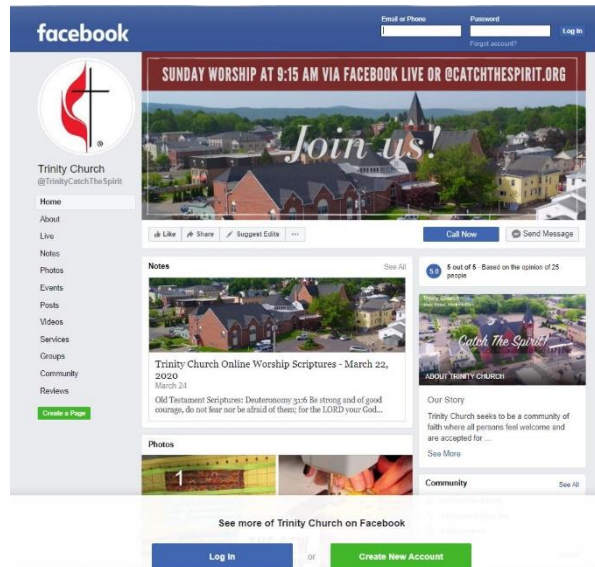 facebook
Email or Phone
Password
Log In
Forgot account?
SUNDAY WORSHIP AT 9:15 AM VIA FACEBOOK LIVE OR @CATCHTHESPIRIT.ORG
Join us!
Trinity Church
@TrinityCatchTheSpirit
Home
About
Live
Notes
Photos
Events
Posts
Videos
Services
Groups
Community
Reviews
Create a Page
Like
Share
Suggest Edits
...
Call Now
Send Message
Notes
See All
Trinity Church Online Worship Scriptures - March 22,
2020
March 24
Old Testament Scriptures: Deuteronomy 31:6 Be strong and of good
courage, do not fear nor be afraid of them; for the LORD your God...
Photos
1
5.0
5 out of 5 · Based on the opinion of 25
people
Trinity Church
Catch The Spirit!
ABOUT TRINITY CHURCH
Our Story
Trinity Church seeks to be a community of
faith where all persons feel welcome and
are accepted for ...
See More
Community
See All
See more of Trinity Church on Facebook
Log In
or
Create New Account